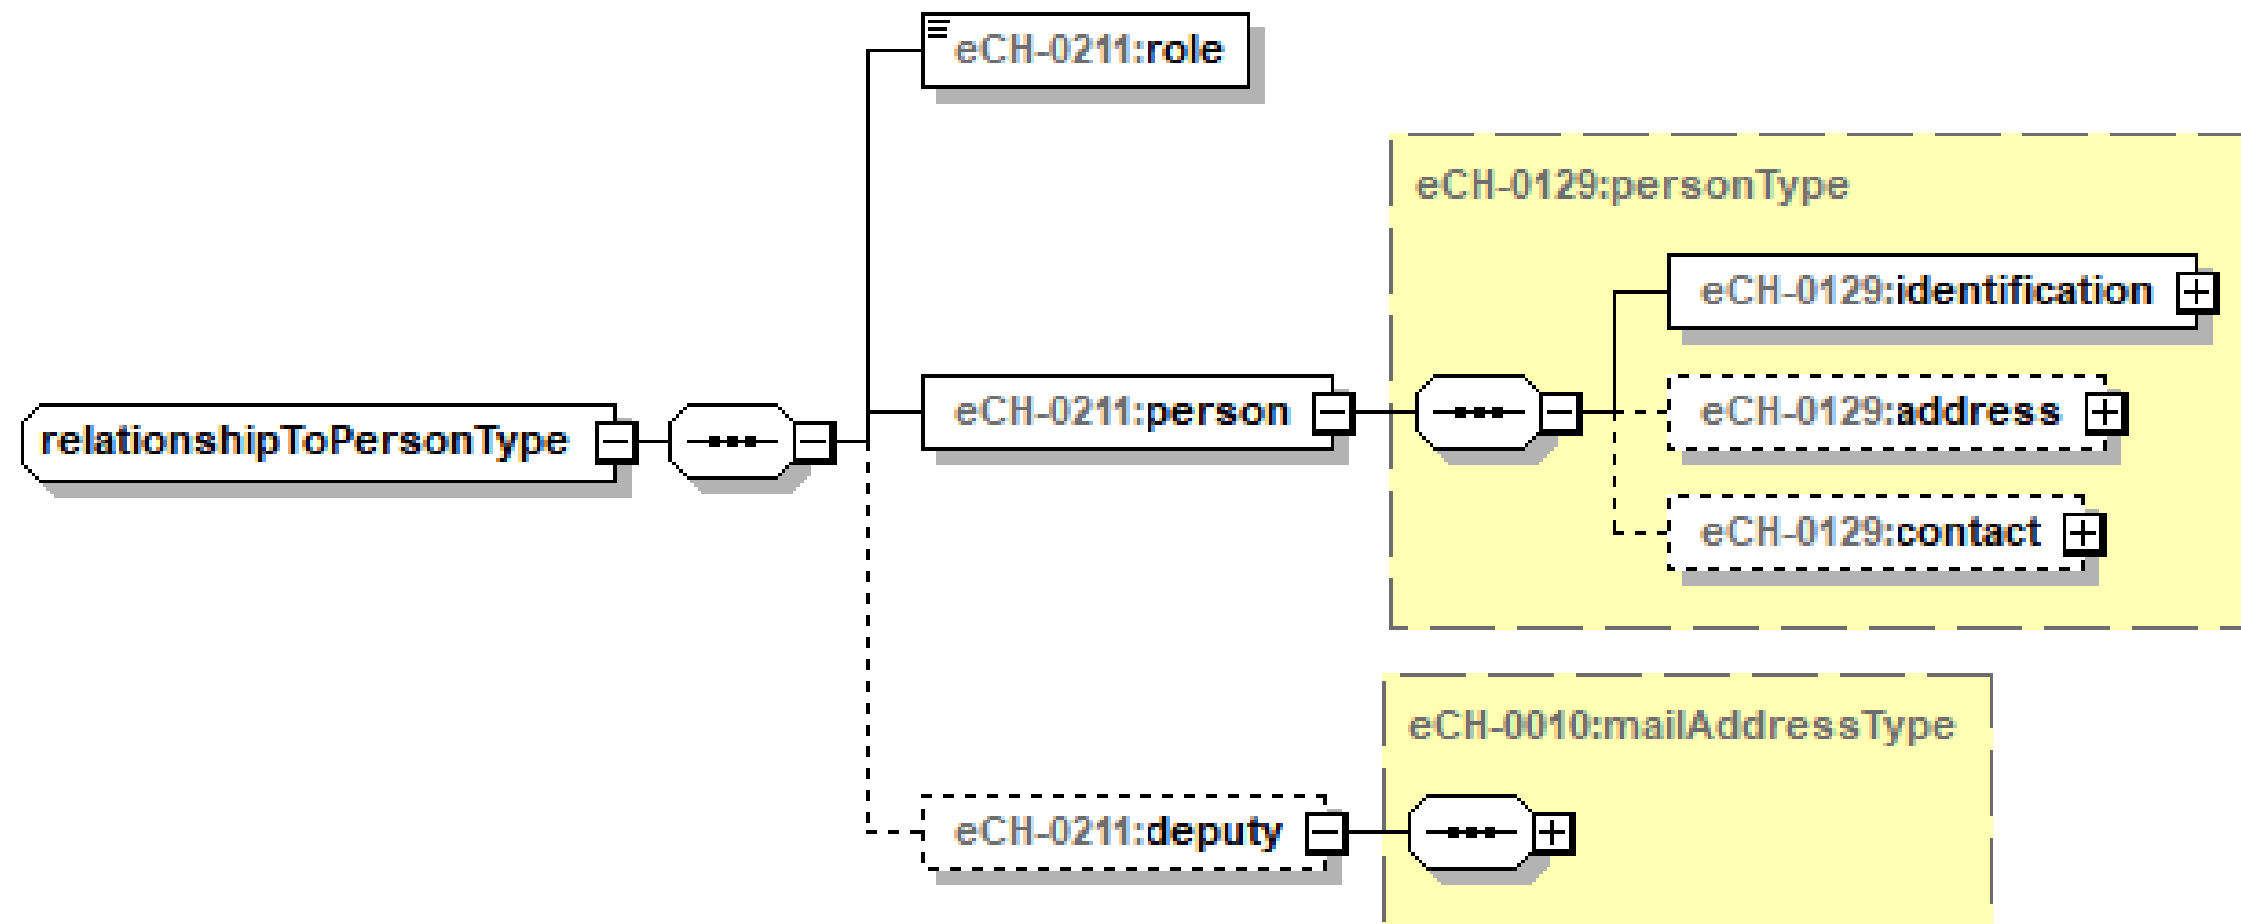 eCH-0211:role
eCH-0129:personType
eCH-0129:identification
relationshipToPersonType
eCH-0211:person
eCH-0129:address
eCH-0129:contact
eCH-0010:mailAddressType
eCH-0211:deputy